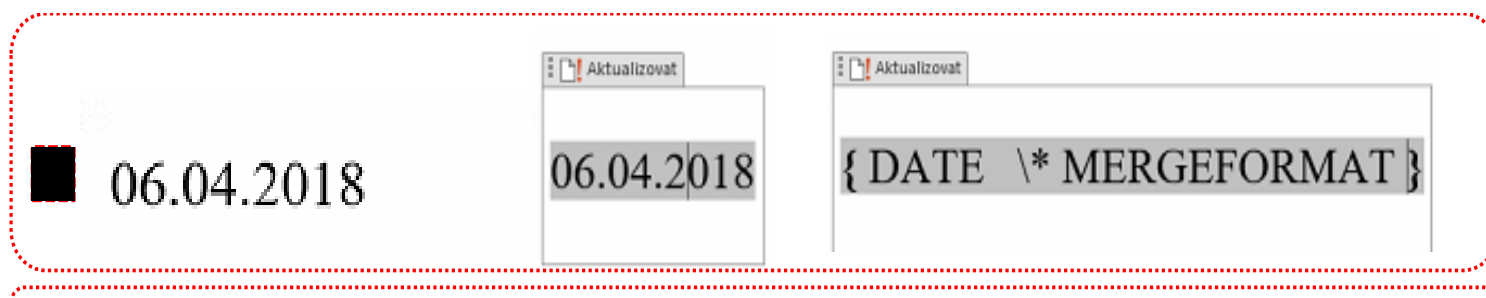 Aktualizovat
Aktualizovat
06.04.2018
06.04.2018
{ DATE \* MERGEFORMAT }